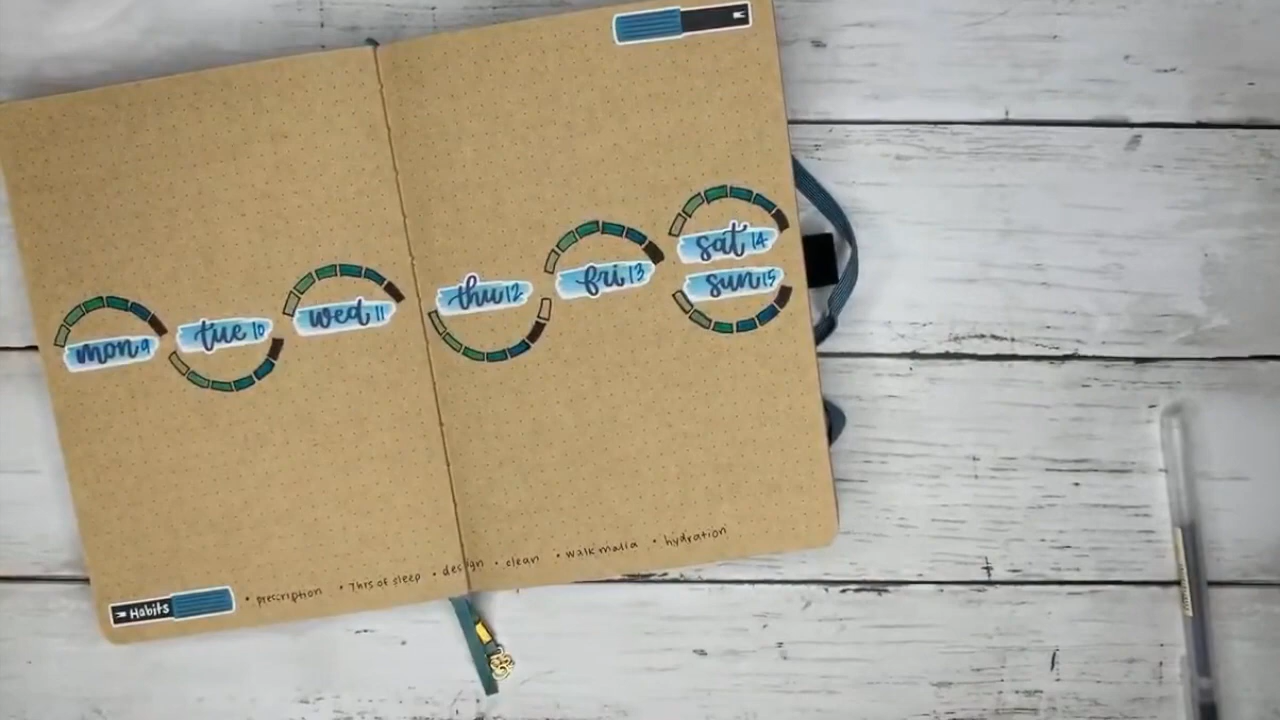 mon 9
tue 10
wed 11
thu 12
fri 13
sat 14
sun 15
Habits • prescription • 7hrs of sleep • design • clean • walk malia • hydration